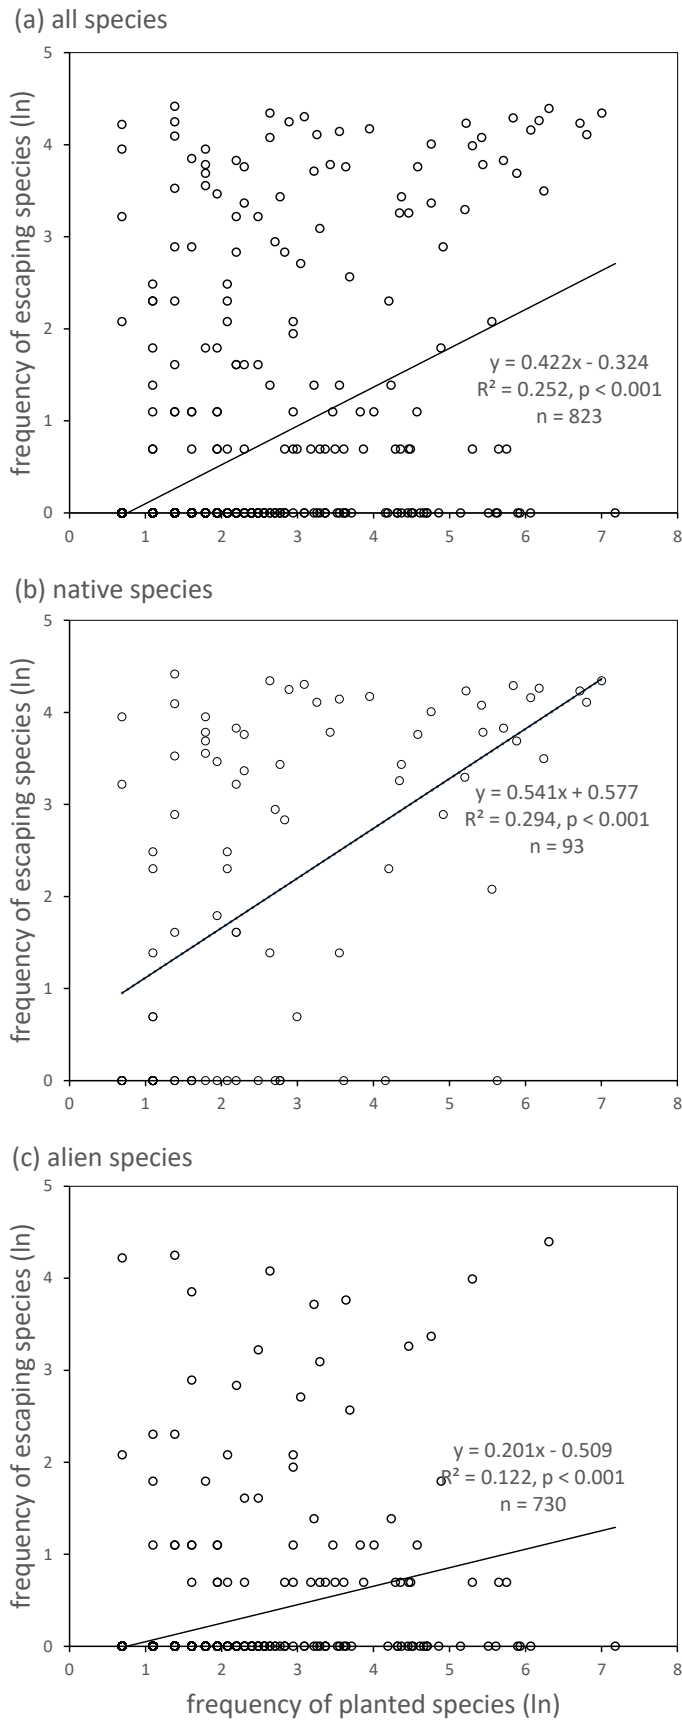 (a) all species
5
4
3
2
1
0
0 1 2 3 4 5 6 7 8
frequency of escaping species (ln)
y = 0.422x - 0.324
R² = 0.252, p < 0.001
n = 823
(b) native species
5
4
3
2
1
0
0 1 2 3 4 5 6 7 8
frequency of escaping species (ln)
y = 0.541x + 0.577
R² = 0.294, p < 0.001
n = 93
(c) alien species
5
4
3
2
1
0
0 1 2 3 4 5 6 7 8
frequency of escaping species (ln)
y = 0.201x - 0.509
R² = 0.122, p < 0.001
n = 730
frequency of planted species (ln)